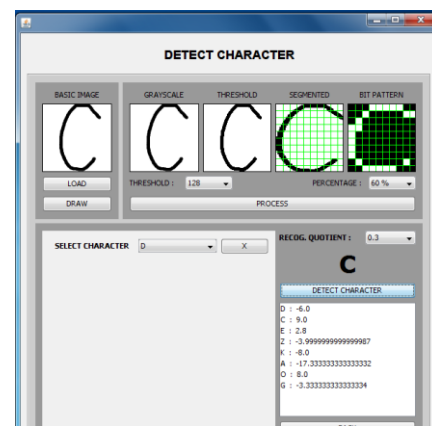 DETECT CHARACTER
BASIC IMAGE
GRAYSCALE THRESHOLD SEGMENTED BIT PATTERN
LOAD
THRESHOLD : 128 PERCENTAGE : 60 %
DRAW
PROCESS
SELECT CHARACTER D X
RECOG. QUOTIENT : 0.3
C
DETECT CHARACTER
D : -6.0
C : 9.0
E : 2.8
Z : -3.9999999999999987
K : -8.0
A : -17.333333333333332
O : 8.0
G : -3.333333333333334